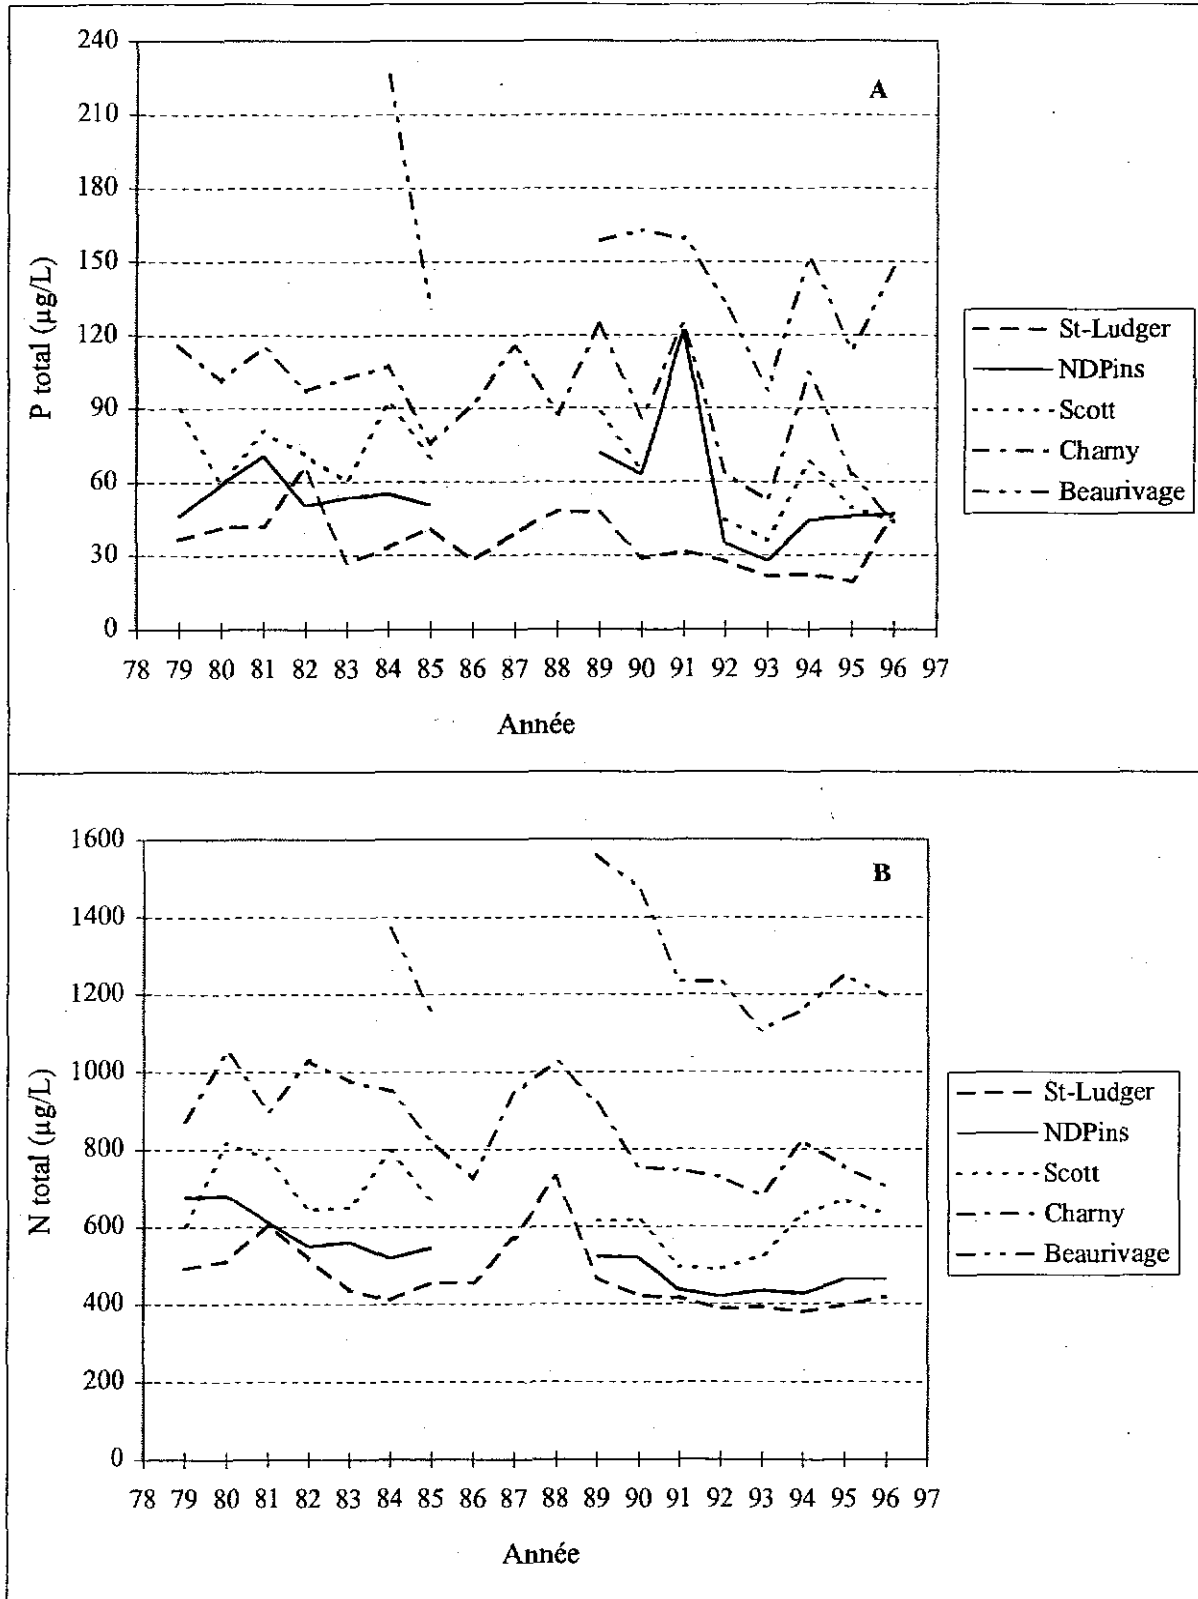 A
240
210
180
150
120
90
60
30
0
P total (µg/L)
78 79 80 81 82 83 84 85 86 87 88 89 90 91 92 93 94 95 96 97
Année
St-Ludger
NDPins
Scott
Charny
Beaurivage
B
1600
1400
1200
1000
800
600
400
200
0
N total (µg/L)
78 79 80 81 82 83 84 85 86 87 88 89 90 91 92 93 94 95 96 97
Année
St-Ludger
NDPins
Scott
Charny
Beaurivage